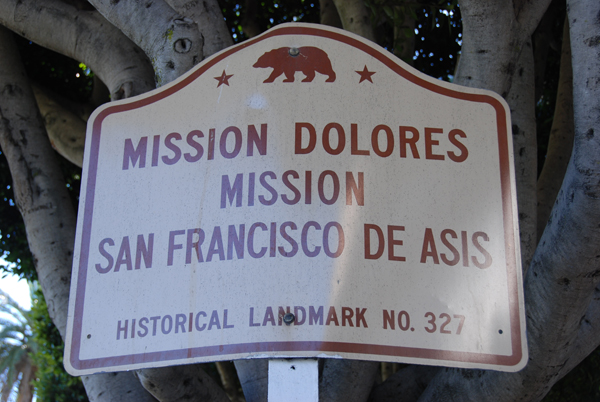 MISSION DOLORES
MISSION
SAN FRANCISCO DE ASIS
HISTORICAL LANDMARK NO. 327